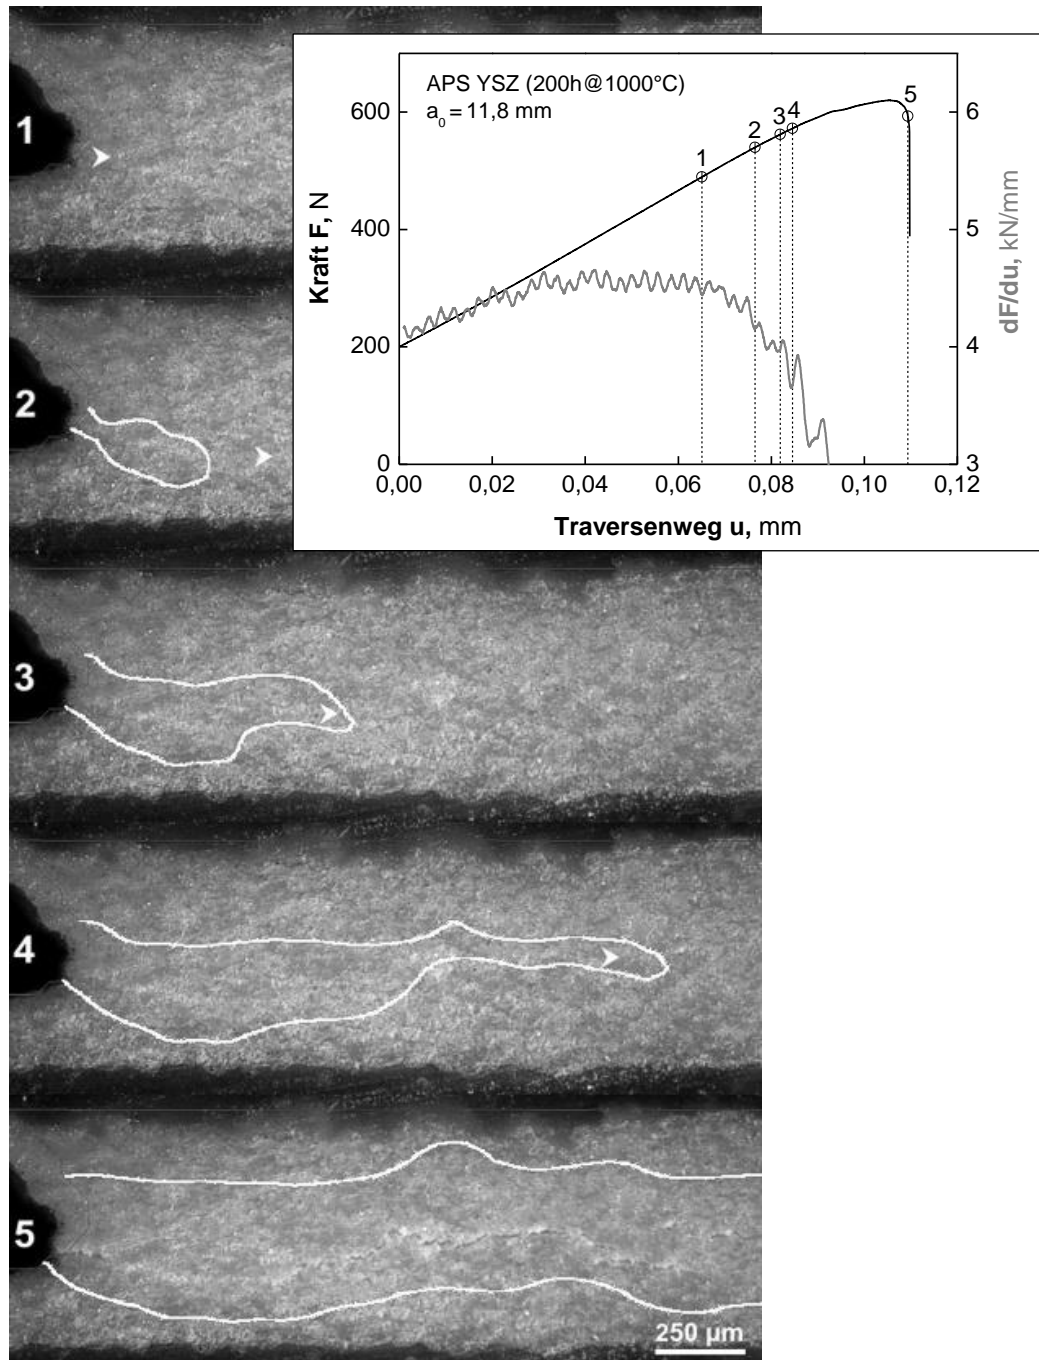 1
2
3
4
5
250 µm
APS YSZ (200h@1000°C)
a₀ = 11,8 mm
1
2
3
4
5
600
400
200
0
Kraft F, N
6
5
4
3
dF/du, kN/mm
0,00 0,02 0,04 0,06 0,08 0,10 0,12
Traversenweg u, mm